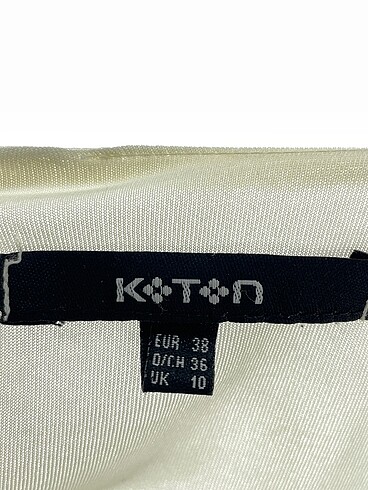 KOTON
EUR 38
D/CH 36
UK 10